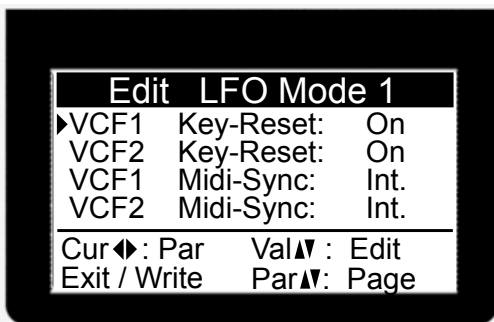 Edit LFO Mode 1
VCF1 Key-Reset: On
VCF2 Key-Reset: On
VCF1 Midi-Sync: Int.
VCF2 Midi-Sync: Int.
Cur: Par Val: Edit
Exit / Write Par: Page